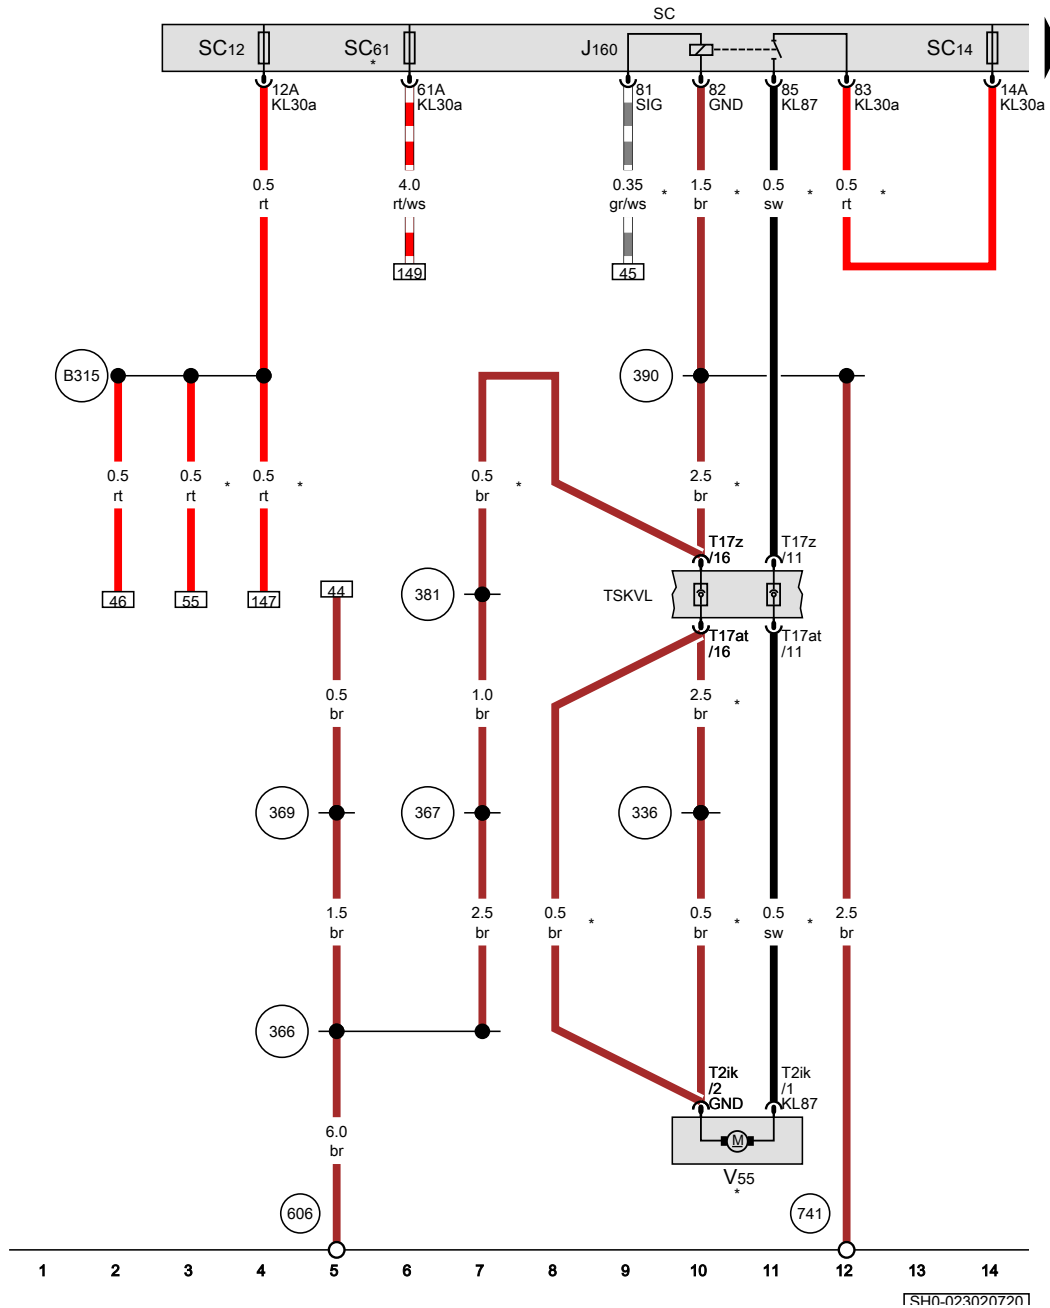 SC
SC12
SC61
*
J160
SC14
12A
KL30a
61A
KL30a
81
SIG
82
GND
85
KL87
83
KL30a
14A
KL30a
0.5
rt
4.0
rt/ws
0.35
gr/ws
*
1.5
br
*
0.5
sw
*
0.5
rt
*
149
45
B315
390
0.5
rt
0.5
rt
*
0.5
rt
*
0.5
br
*
2.5
br
*
T17z
/16
T17z
/11
46
55
147
44
381
TSKVL
T17at
/16
T17at
/11
0.5
br
1.0
br
2.5
br
*
369
367
336
1.5
br
2.5
br
0.5
br
*
0.5
br
*
0.5
sw
*
2.5
br
366
T2ik
/2
GND
T2ik
/1
KL87
6.0
br
M
V55
*
606
741
1 2 3 4 5 6 7 8 9 10 11 12 13 14
SH0-023020720